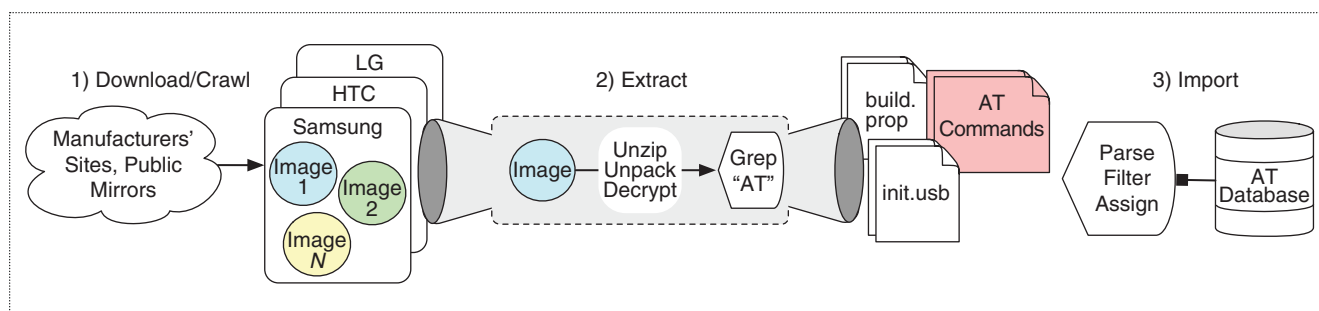 1) Download/Crawl
Manufacturers'
Sites, Public
Mirrors
LG
HTC
Samsung
Image
1
Image
2
Image
N
2) Extract
Image
Unzip
Unpack
Decrypt
Grep
"AT"
build.
prop
AT
Commands
init.usb
3) Import
Parse
Filter
Assign
AT
Database